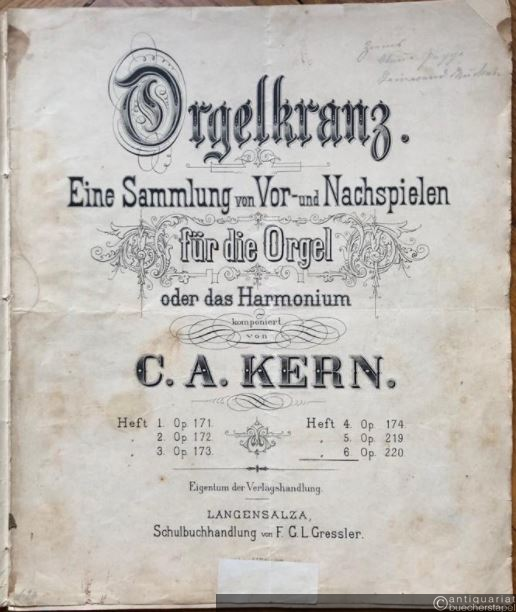 Orgelkranz.
Eine Sammlung von Vor- und Nachspielen
für die Orgel
oder das Harmonium
komponiert
von
C. A. KERN.
Heft 1. Op. 171. Heft 4. Op. 174.
„ 2. Op. 172. „ 5. Op. 219
„ 3. Op. 173. „ 6. Op. 220
Eigentum der Verlagshandlung.
LANGENSALZA,
Schulbuchhandlung von F. G. L. Gressler.
© antiquariat
buecherstapel